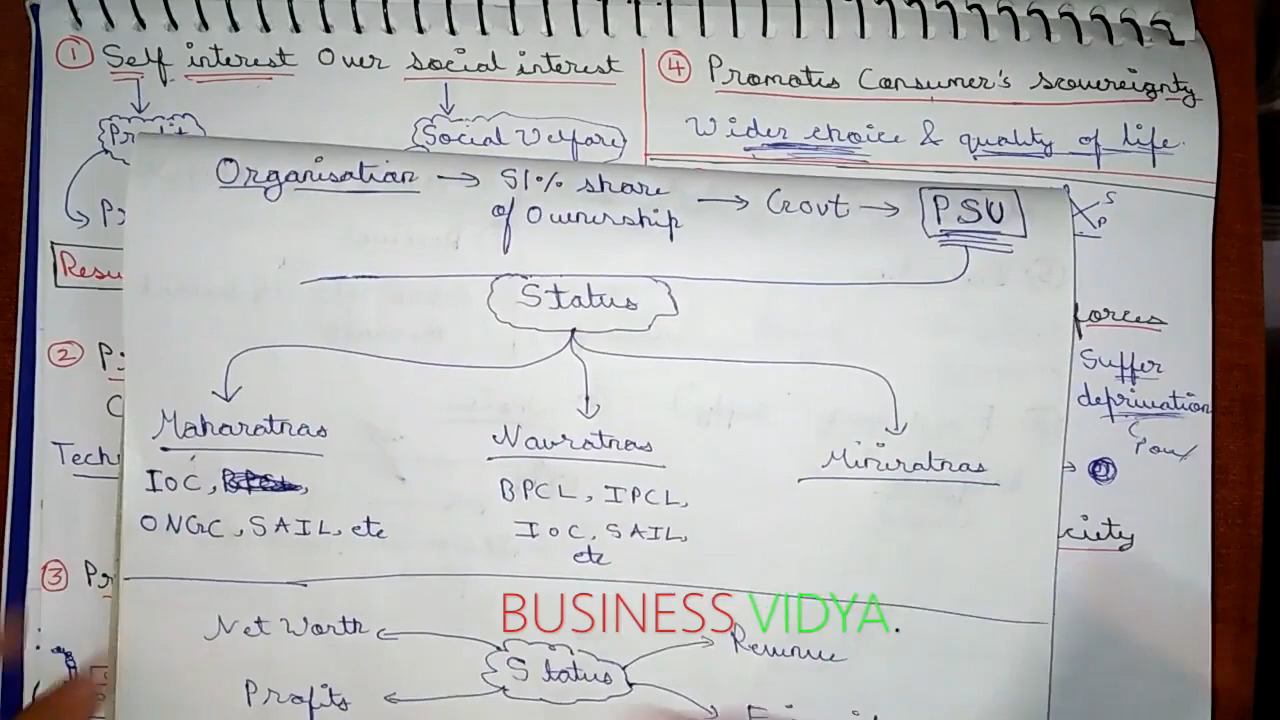 ① Self interest Over social interest
Profit
Social Welfare
④ Promotes Consumer's sovereignty
Wider choice & quality of life.
Organisation → 51% share
of Ownership → Govt → PSU
Status
Maharatnas
IOC,
ONGC, SAIL, etc
Navratnas
BPCL, IPCL,
IOC, SAIL,
etc
Miniratnas
②
Tech
③
S
P
forces
Suffer
deprivation
ciety
BUSINESS VIDYA.
Net Worth
Status
Revenue
Profits